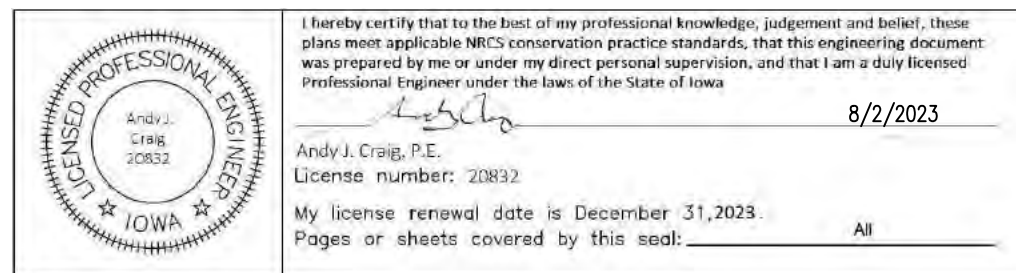 LICENSED PROFESSIONAL ENGINEER
Andy J.
Craig
20832
IOWA
I hereby certify that to the best of my professional knowledge, judgement and belief, these
plans meet applicable NRCS conservation practice standards, that this engineering document
was prepared by me or under my direct personal supervision, and that I am a duly licensed
Professional Engineer under the laws of the State of Iowa
8/2/2023
Andy J. Craig, P.E.
License number: 20832
My license renewal date is December 31,2023.
Pages or sheets covered by this seal: All